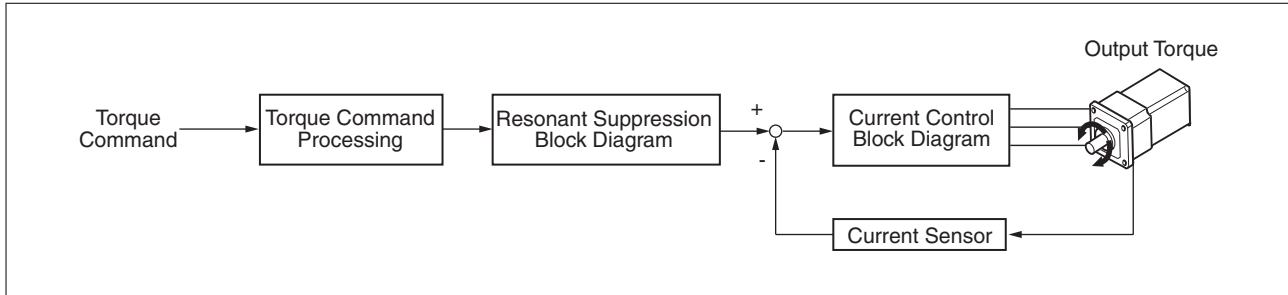 Output Torque
Torque
Command
Torque Command
Processing
Resonant Suppression
Block Diagram
+
-
Current Control
Block Diagram
Current Sensor